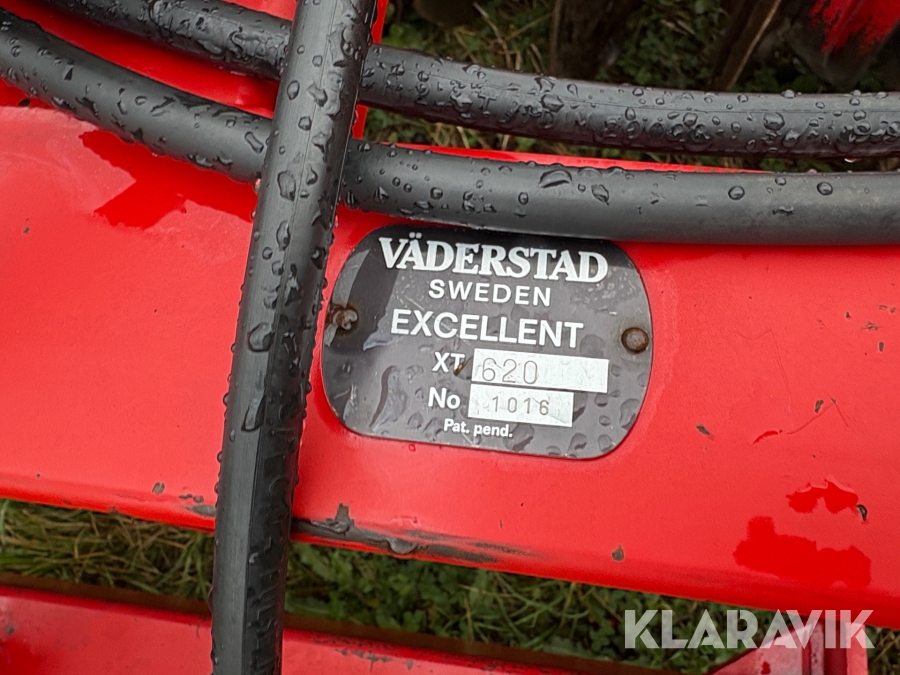 VÄDERSTAD
SWEDEN
EXCELLENT
XT 620
No 1016
Pat. pend.
KLARAVIK